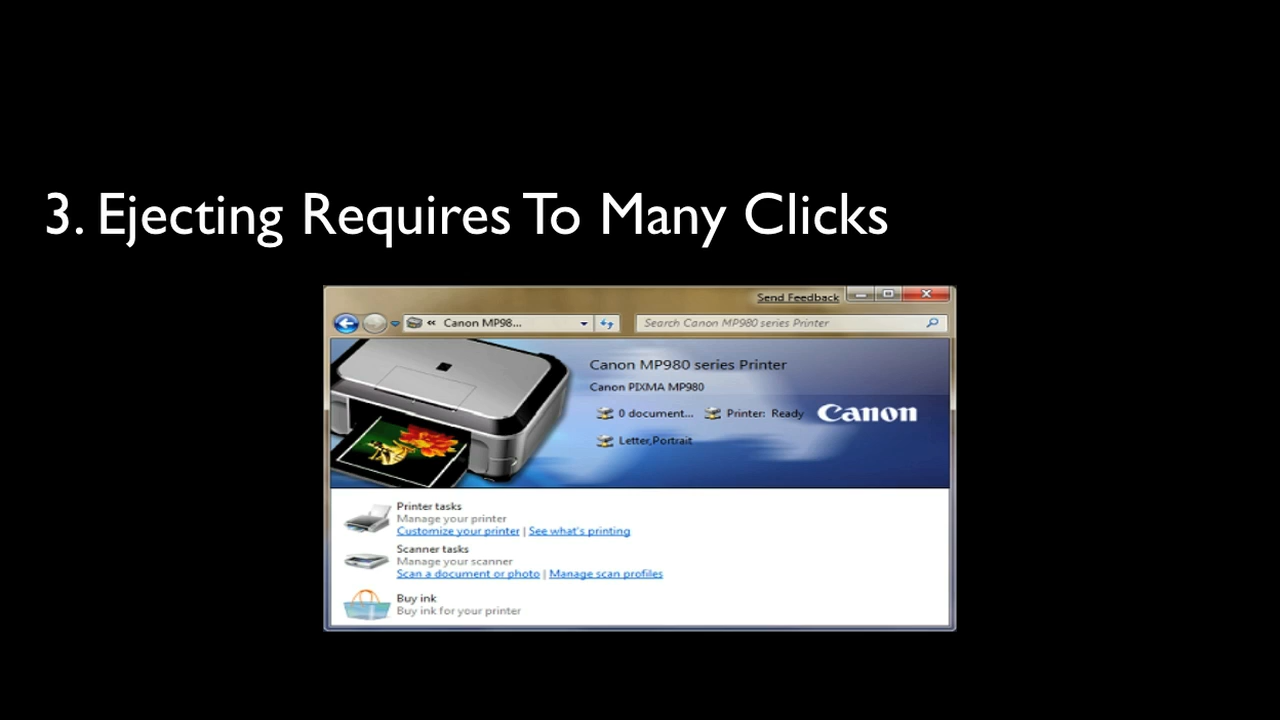 3. Ejecting Requires To Many Clicks
Send Feedback
« Canon MP98...
Search Canon MP980 series Printer
Canon MP980 series Printer
Canon PIXMA MP980
0 document... Printer: Ready
Canon
Letter,Portrait
Printer tasks
Manage your printer
Customize your printer | See what's printing
Scanner tasks
Manage your scanner
Scan a document or photo | Manage scan profiles
Buy ink
Buy ink for your printer